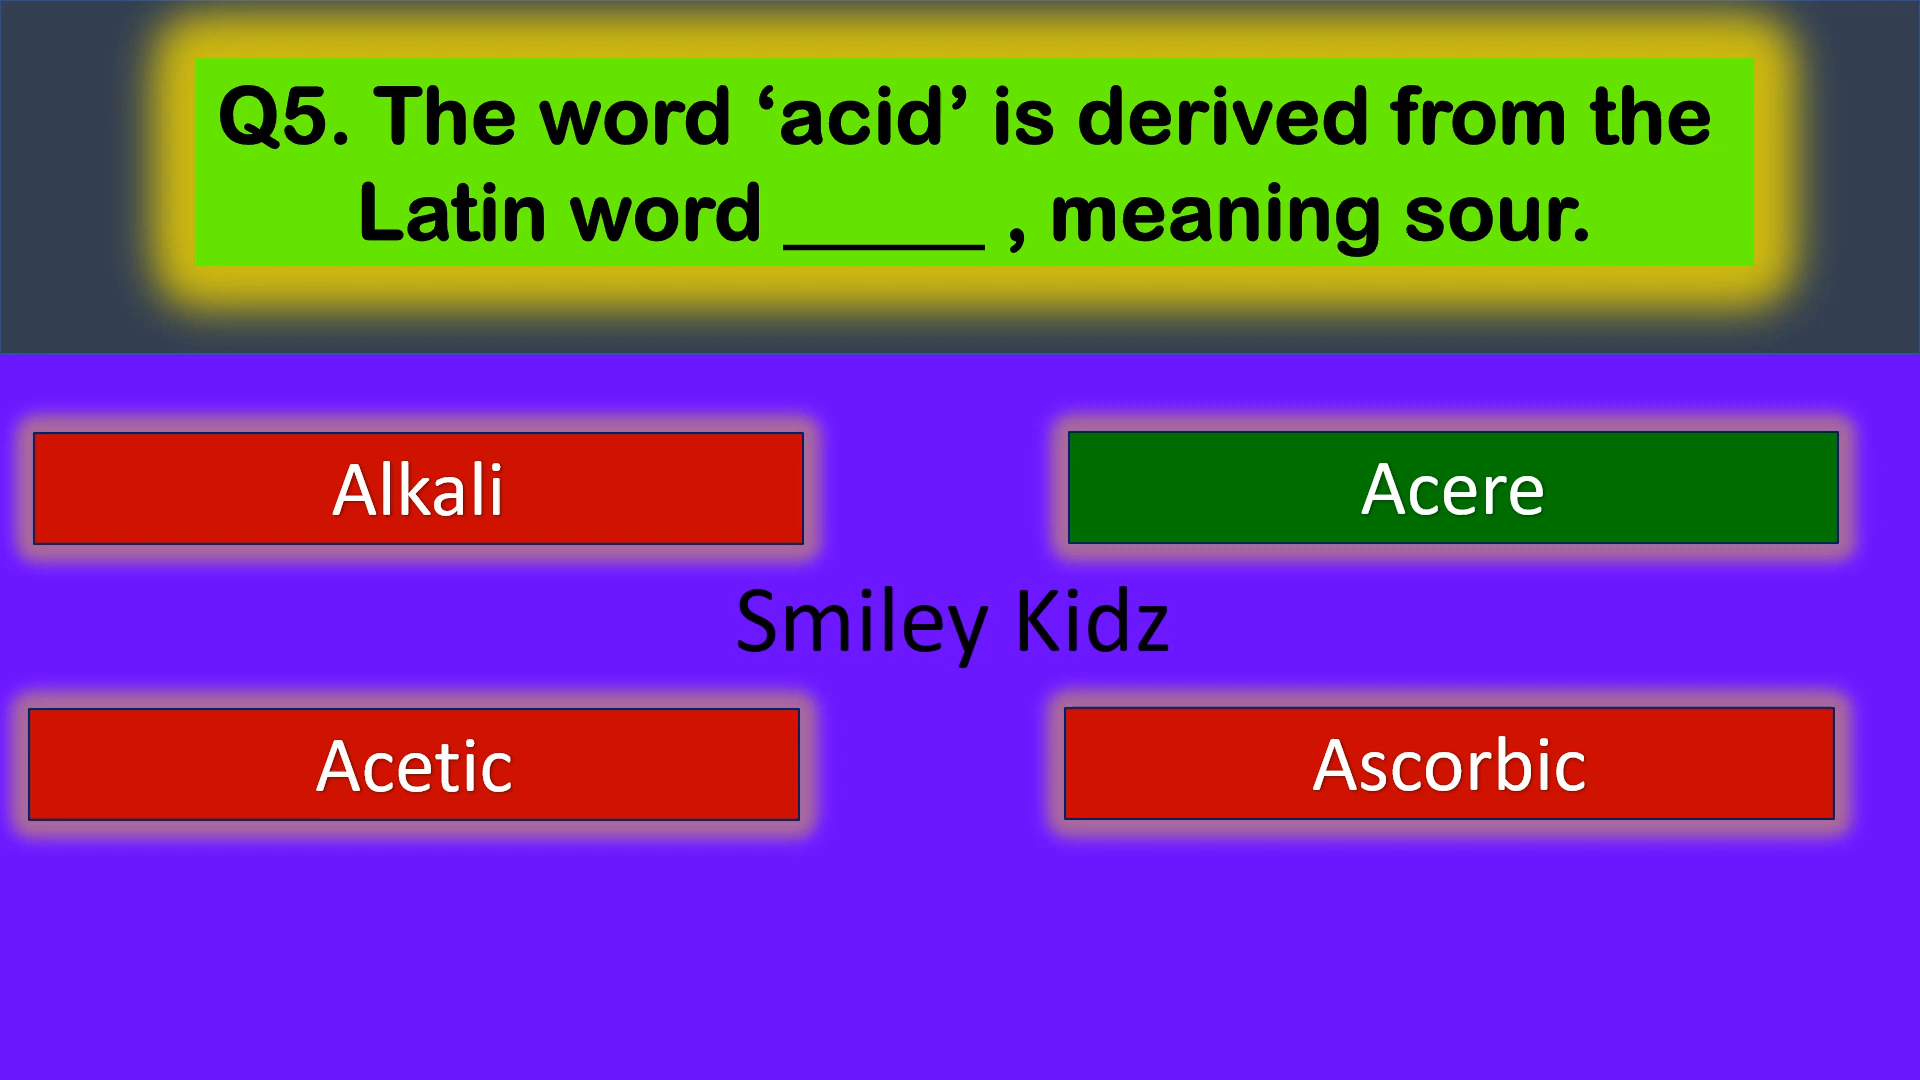 Q5. The word ‘acid’ is derived from the
Latin word _____ , meaning sour.
Alkali
Acere
Smiley Kidz
Acetic
Ascorbic